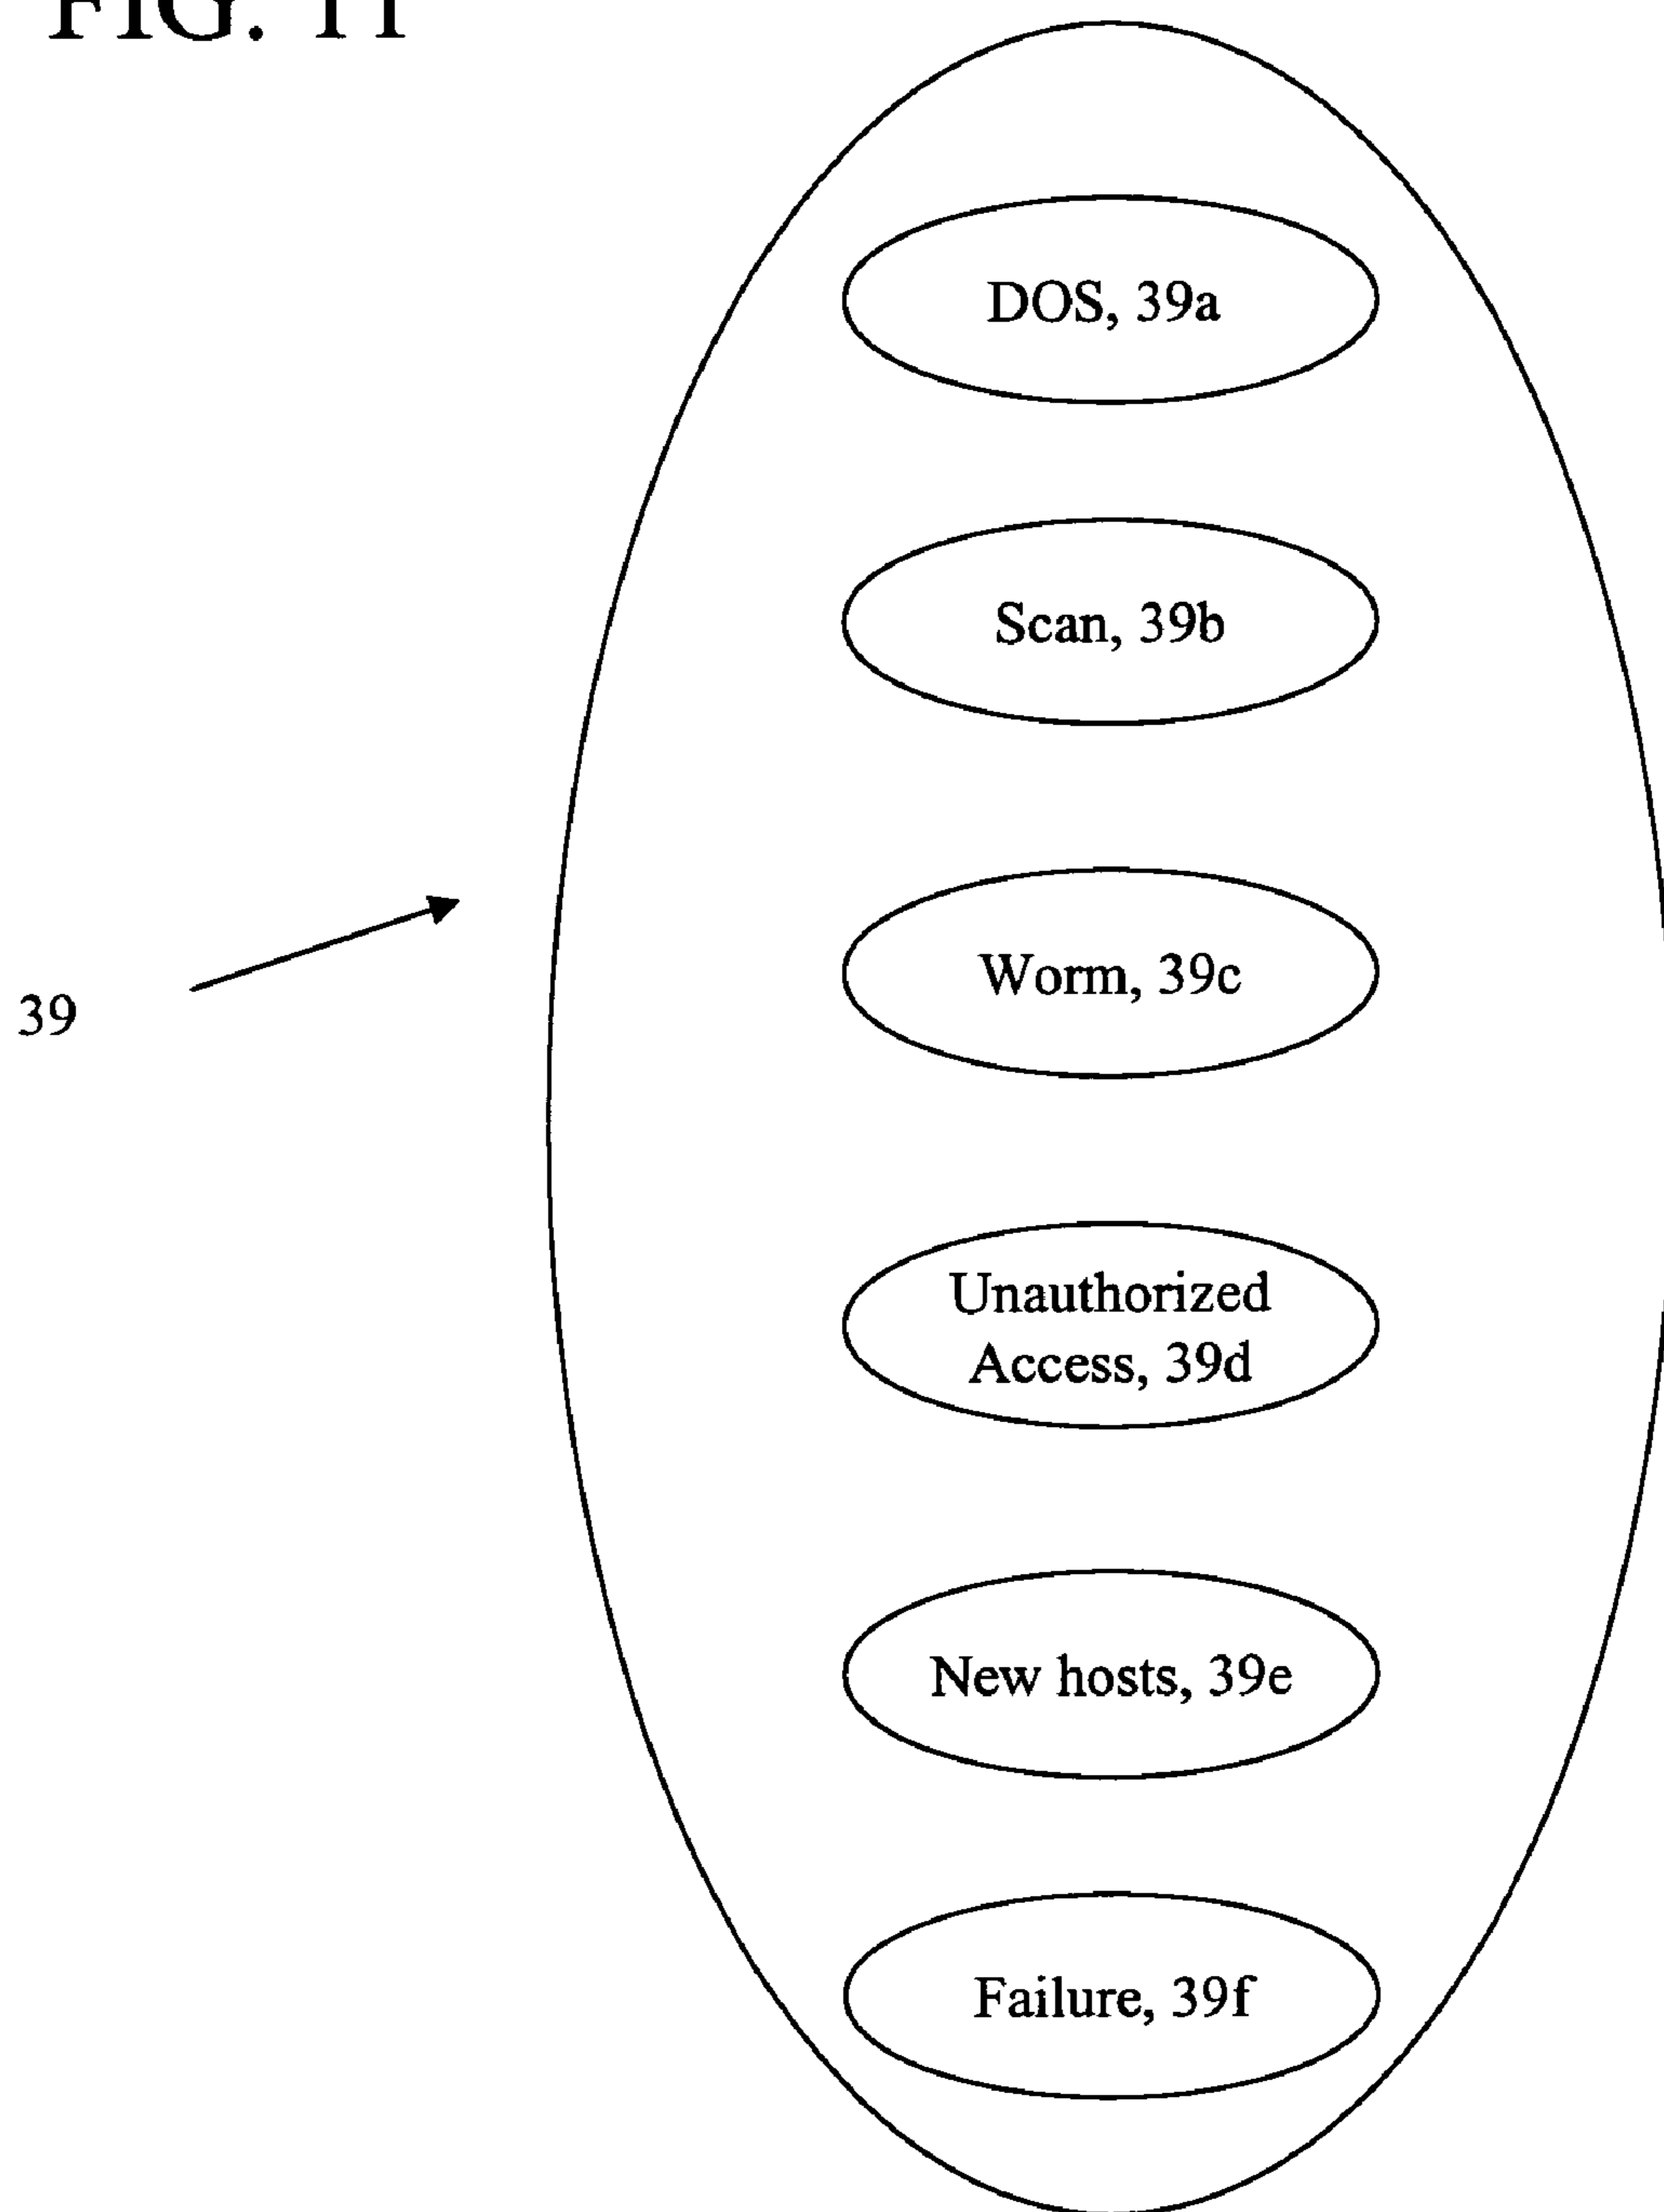 FIG. 11
DOS, 39a
Scan, 39b
Worm, 39c
39
Unauthorized
Access, 39d
New hosts, 39e
Failure, 39f